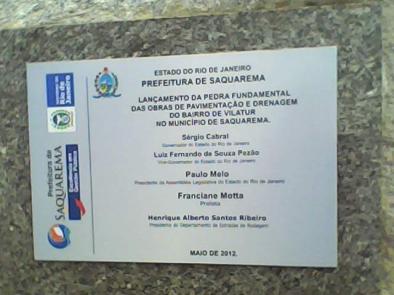 ESTADO DO RIO DE JANEIRO
PREFEITURA DE SAQUAREMA
LANÇAMENTO DA PEDRA FUNDAMENTAL
DAS OBRAS DE PAVIMENTAÇÃO E DRENAGEM
DO BAIRRO DE VILATUR
NO MUNICÍPIO DE SAQUAREMA.
Sérgio Cabral
Governador do Estado do Rio de Janeiro
Luiz Fernando de Souza Pezão
Vice-Governador do Estado do Rio de Janeiro
Paulo Melo
Presidente da Assembléia Legislativa do Estado do Rio de Janeiro
Franciane Motta
Prefeita
Henrique Alberto Santos Ribeiro
Presidente do Departamento de Estradas de Rodagem
MAIO DE 2012.
Rio de
Janeiro
Prefeitura de
SAQUAREMA